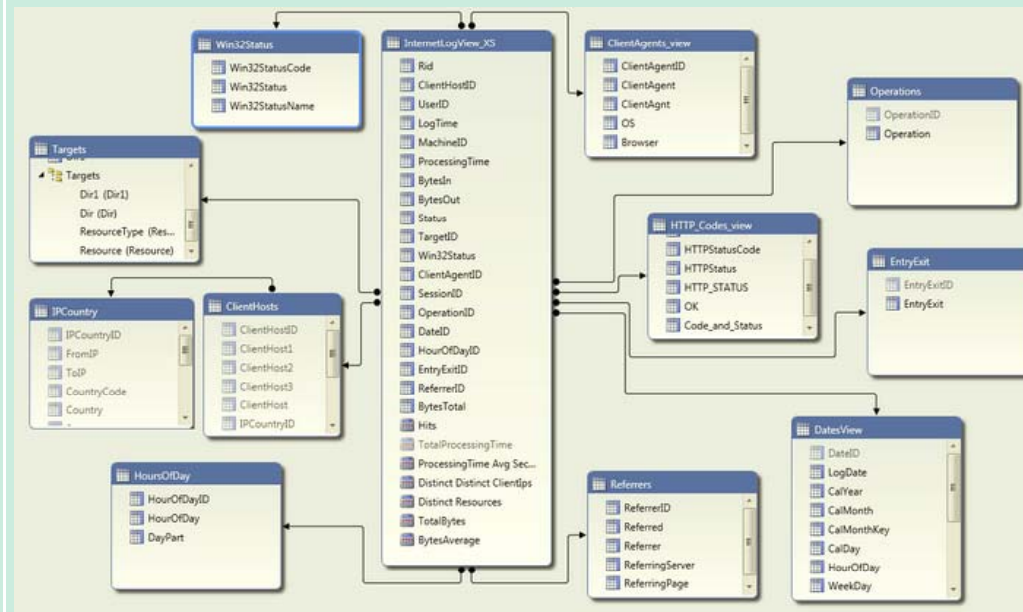 Win32Status
Win32StatusCode
Win32Status
Win32StatusName
InternetLogView_XS
Rid
ClientHostID
UserID
LogTime
MachineID
ProcessingTime
BytesIn
BytesOut
Status
TargetID
Win32Status
ClientAgentID
SessionID
OperationID
DateID
HourOfDayID
EntryExitID
ReferrerID
BytesTotal
Hits
TotalProcessingTime
ProcessingTime Avg Sec...
Distinct Distinct ClientIps
Distinct Resources
TotalBytes
BytesAverage
ClientAgents_view
ClientAgentID
ClientAgent
ClientAgnt
OS
Browser
Operations
OperationID
Operation
Targets
Targets
Dir1 (Dir1)
Dir (Dir)
ResourceType (Res...
Resource (Resource)
HTTP_Codes_view
HTTPStatusCode
HTTPStatus
HTTP_STATUS
OK
Code_and_Status
EntryExit
EntryExitID
EntryExit
IPCountry
IPCountryID
FromIP
ToIP
CountryCode
Country
ClientHosts
ClientHostID
ClientHost1
ClientHost2
ClientHost3
ClientHost
IPCountryID
HoursOfDay
HourOfDayID
HourOfDay
DayPart
Referrers
ReferrerID
Referred
Referrer
ReferringServer
ReferringPage
DatesView
DateID
LogDate
CalYear
CalMonth
CalMonthKey
CalDay
HourOfDay
WeekDay